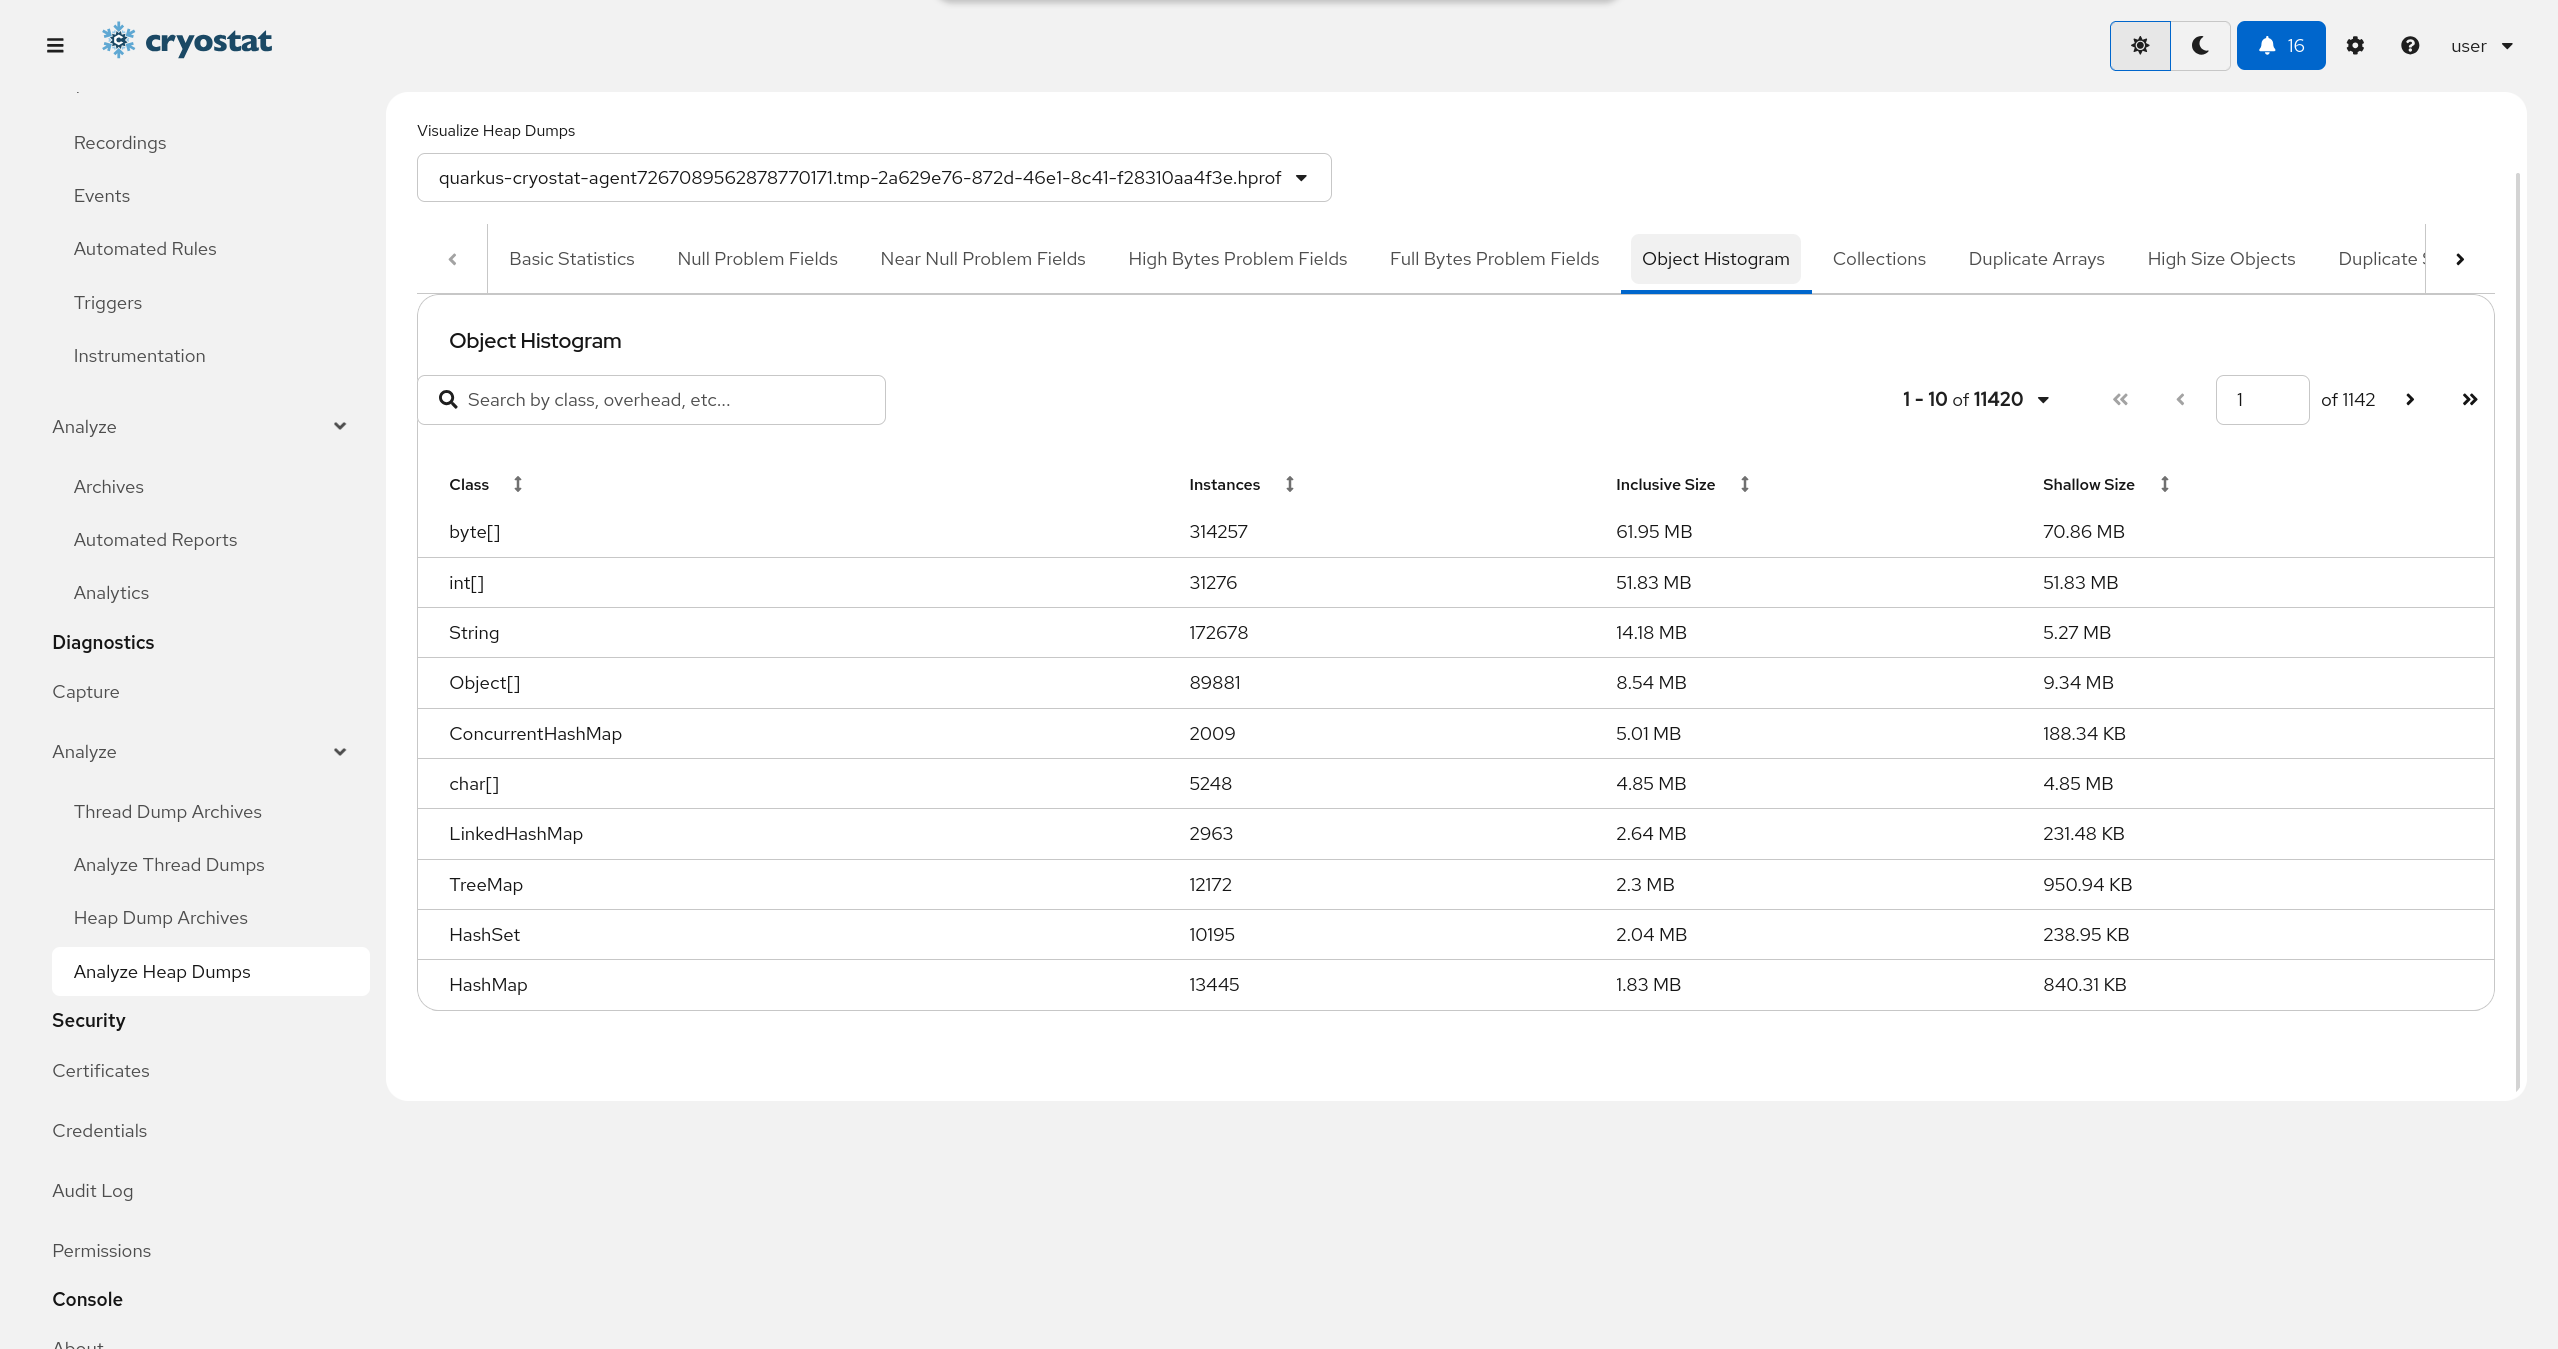 cryostat
16
user
Recordings
Events
Automated Rules
Triggers
Instrumentation
Analyze
Archives
Automated Reports
Analytics
Diagnostics
Capture
Analyze
Thread Dump Archives
Analyze Thread Dumps
Heap Dump Archives
Analyze Heap Dumps
Security
Certificates
Credentials
Audit Log
Permissions
Console
About
Visualize Heap Dumps
quarkus-cryostat-agent7267089562878770171.tmp-2a629e76-872d-46e1-8c41-f28310aa4f3e.hprof
Basic Statistics Null Problem Fields Near Null Problem Fields High Bytes Problem Fields Full Bytes Problem Fields Object Histogram Collections Duplicate Arrays High Size Objects Duplicate
Object Histogram
Search by class, overhead, etc... 1 - 10 of 11420 1 of 1142
Class Instances Inclusive Size Shallow Size
byte[] 314257 61.95 MB 70.86 MB
int[] 31276 51.83 MB 51.83 MB
String 172678 14.18 MB 5.27 MB
Object[] 89881 8.54 MB 9.34 MB
ConcurrentHashMap 2009 5.01 MB 188.34 KB
char[] 5248 4.85 MB 4.85 MB
LinkedHashMap 2963 2.64 MB 231.48 KB
TreeMap 12172 2.3 MB 950.94 KB
HashSet 10195 2.04 MB 238.95 KB
HashMap 13445 1.83 MB 840.31 KB